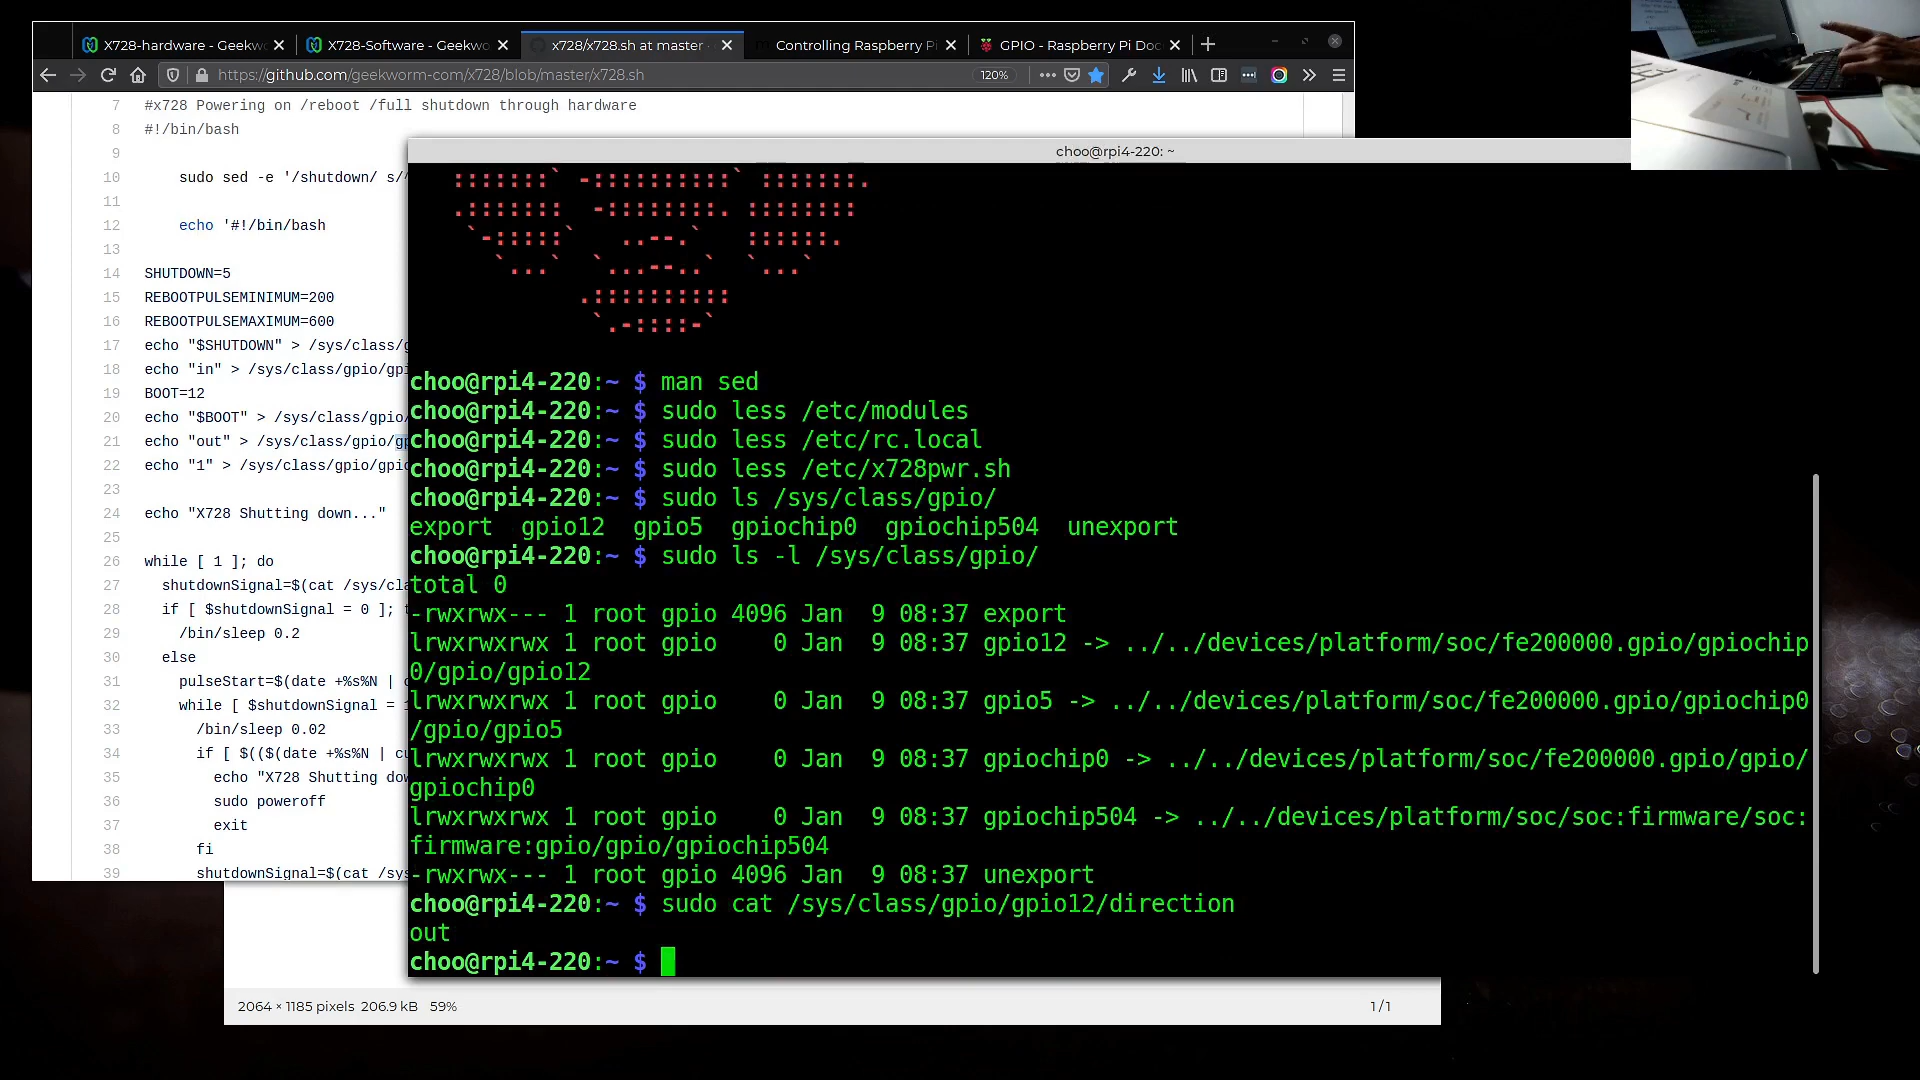 X728-hardware - Geekw
X728-Software - Geekwo
x728/x728.sh at master
Controlling Raspberry Pi
GPIO - Raspberry Pi Doc
https://github.com/geekworm-com/x728/blob/master/x728.sh
120%
7 #x728 Powering on /reboot /full shutdown through hardware
8 #!/bin/bash
9
10 sudo sed -e '/shutdown/ s/^
11
12 echo '#!/bin/bash
13
14 SHUTDOWN=5
15 REBOOTPULSEMINIMUM=200
16 REBOOTPULSEMAXIMUM=600
17 echo "$SHUTDOWN" > /sys/class/g
18 echo "in" > /sys/class/gpio/gpi
19 BOOT=12
20 echo "$BOOT" > /sys/class/gpio/
21 echo "out" > /sys/class/gpio/gp
22 echo "1" > /sys/class/gpio/gpio
23
24 echo "X728 Shutting down..."
25
26 while [ 1 ]; do
27 shutdownSignal=$(cat /sys/cla
28 if [ $shutdownSignal = 0 ]; t
29 /bin/sleep 0.2
30 else
31 pulseStart=$(date +%s%N | c
32 while [ $shutdownSignal = 1
33 /bin/sleep 0.02
34 if [ $(($(date +%s%N | cu
35 echo "X728 Shutting dow
36 sudo poweroff
37 exit
38 fi
39 shutdownSignal=$(cat /sys
choo@rpi4-220: ~
:::::::` -::::::::::` :::::::.
.:::::::  -::::::::. ::::::::
`-:::::`   ..--.`   ::::::.
`...`  `...--..`  `...`
.::::::::::
`.-::::-`
choo@rpi4-220:~ $ man sed
choo@rpi4-220:~ $ sudo less /etc/modules
choo@rpi4-220:~ $ sudo less /etc/rc.local
choo@rpi4-220:~ $ sudo less /etc/x728pwr.sh
choo@rpi4-220:~ $ sudo ls /sys/class/gpio/
export  gpio12  gpio5  gpiochip0  gpiochip504  unexport
choo@rpi4-220:~ $ sudo ls -l /sys/class/gpio/
total 0
-rwxrwx--- 1 root gpio 4096 Jan  9 08:37 export
lrwxrwxrwx 1 root gpio    0 Jan  9 08:37 gpio12 -> ../../devices/platform/soc/fe200000.gpio/gpiochip
0/gpio/gpio12
lrwxrwxrwx 1 root gpio    0 Jan  9 08:37 gpio5 -> ../../devices/platform/soc/fe200000.gpio/gpiochip0
/gpio/gpio5
lrwxrwxrwx 1 root gpio    0 Jan  9 08:37 gpiochip0 -> ../../devices/platform/soc/fe200000.gpio/gpio/
gpiochip0
lrwxrwxrwx 1 root gpio    0 Jan  9 08:37 gpiochip504 -> ../../devices/platform/soc/soc:firmware/soc:
firmware:gpio/gpio/gpiochip504
-rwxrwx--- 1 root gpio 4096 Jan  9 08:37 unexport
choo@rpi4-220:~ $ sudo cat /sys/class/gpio/gpio12/direction
out
choo@rpi4-220:~ $
2064 × 1185 pixels  206.9 kB  59%
1 / 1